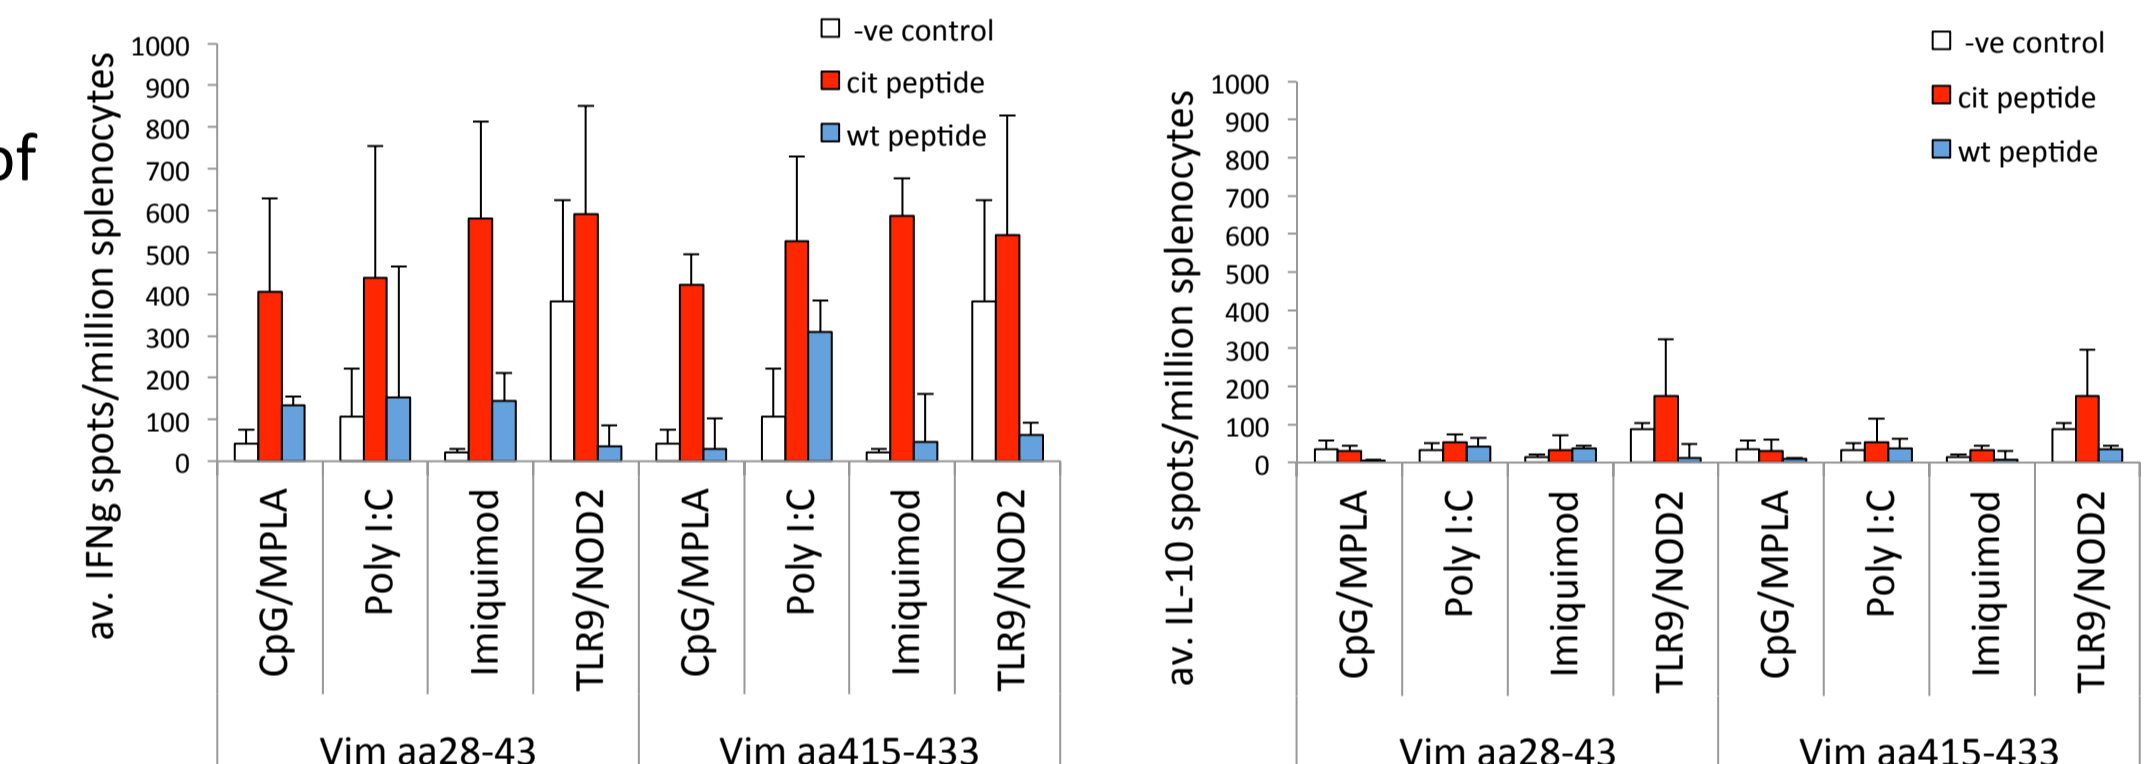 of
av. IFNg spots/million splenocytes
1000
900
800
700
600
500
400
300
200
100
0
-ve control
cit peptide
wt peptide
CpG/MPLA
Poly I:C
Imiquimod
TLR9/NOD2
CpG/MPLA
Poly I:C
Imiquimod
TLR9/NOD2
Vim aa28-43
Vim aa415-433
av. IL-10 spots/million splenocytes
1000
900
800
700
600
500
400
300
200
100
0
-ve control
cit peptide
wt peptide
CpG/MPLA
Poly I:C
Imiquimod
TLR9/NOD2
CpG/MPLA
Poly I:C
Imiquimod
TLR9/NOD2
Vim aa28-43
Vim aa415-433